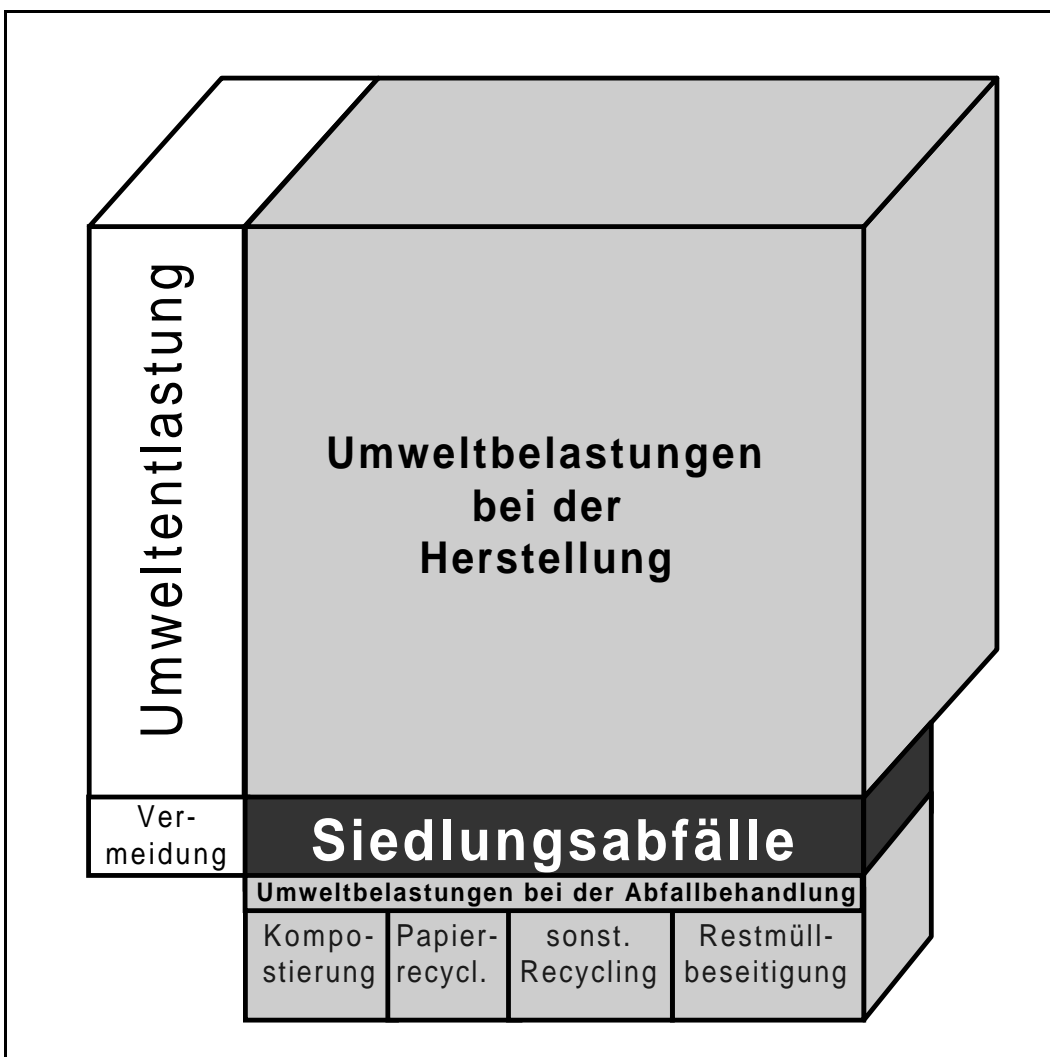 Umweltentlastung
Umweltbelastungen
bei der
Herstellung
Ver-
meidung
Siedlungsabfälle
Umweltbelastungen bei der Abfallbehandlung
Kompo-
stierung
Papier-
recycl.
sonst.
Recycling
Restmüll-
beseitigung